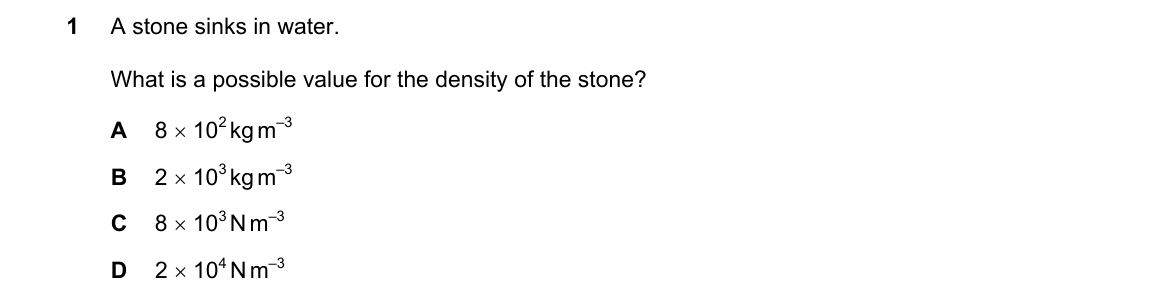 1 A stone sinks in water.
What is a possible value for the density of the stone?
A 8 × 10² kg m⁻³
B 2 × 10³ kg m⁻³
C 8 × 10³ N m⁻³
D 2 × 10⁴ N m⁻³